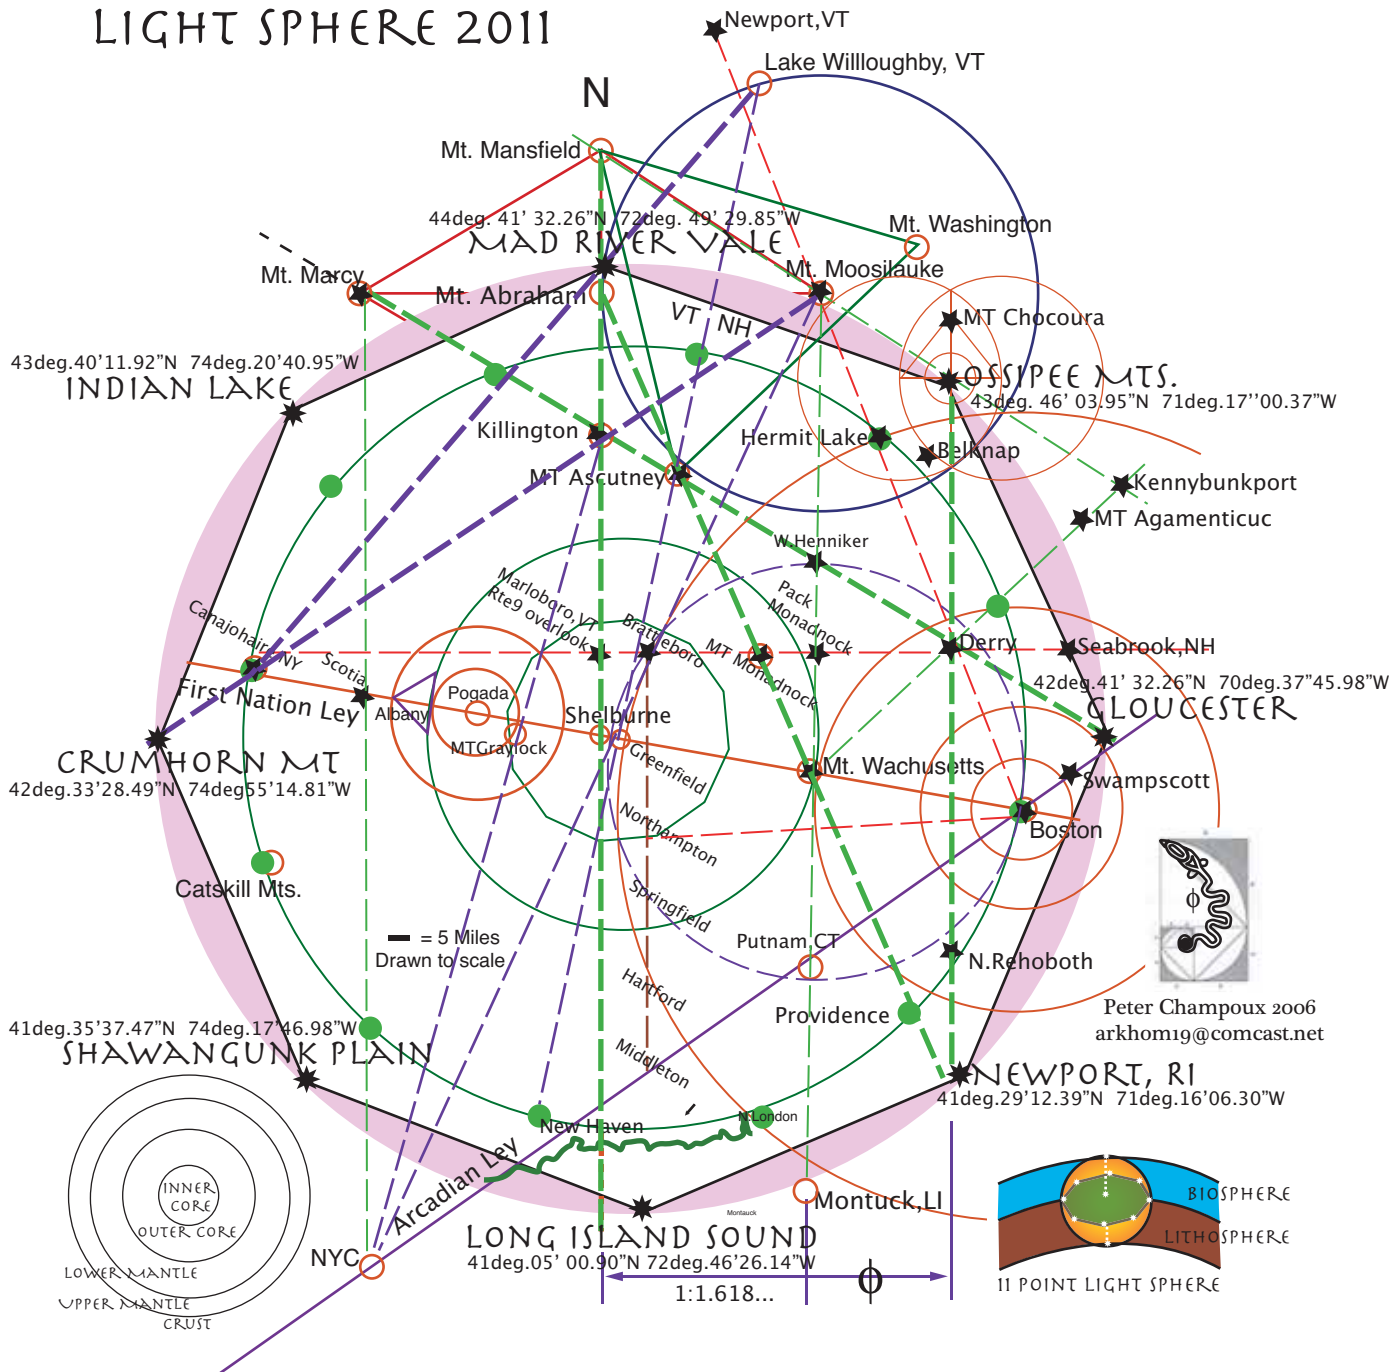 LIGHT SPHERE 2011
Newport,VT
Lake Willloughby, VT
N
Mt. Mansfield
44deg. 41' 32.26"N 72deg. 49' 29.85"W
MAD RIVER VALE
Mt. Washington
Mt. Marcy
Mt. Moosilauke
Mt. Abraham
VT NH
MT Chocoura
43deg.40'11.92"N 74deg.20'40.95"W
INDIAN LAKE
OSSIPEE MTS.
43deg. 46' 03.95"N 71deg.17''00.37"W
Killington
Hermit Lake
Belknap
MT Ascutney
Kennybunkport
MT Agamenticuc
W.Henniker
Marloboro,VT
Rte9 overlook
Brattleboro
Pack
Monadnock
MT Monadnock
Canajohair, NY
Scotia
Derry
Seabrook,NH
First Nation Ley
Albany
Pogada
42deg.41' 32.26"N 70deg.37"45.98"W
GLOUCESTER
Shelburne
MTGraylock
Greenfield
CRUMHORN MT
42deg.33'28.49"N 74deg55'14.81"W
Mt. Wachusetts
Swampscott
Boston
Northampton
Catskill Mts.
Springfield
= 5 Miles
Drawn to scale
Putnam,CT
N.Rehoboth
ϕ
Hartford
Peter Champoux 2006
arkhom19@comcast.net
Providence
41deg.35'37.47"N 74deg.17'46.98"W
SHAWANGUNK PLAIN
Middleton
NEWPORT, RI
41deg.29'12.39"N 71deg.16'06.30"W
New Haven
N.London
Arcadian Ley
INNER
CORE
OUTER CORE
LOWER MANTLE
UPPER MANTLE
CRUST
NYC
Montuck,LI
Montauck
LONG ISLAND SOUND
41deg.05' 00.90"N 72deg.46'26.14"W
1:1.618...
ϕ
BIOSPHERE
LITHOSPHERE
11 POINT LIGHT SPHERE